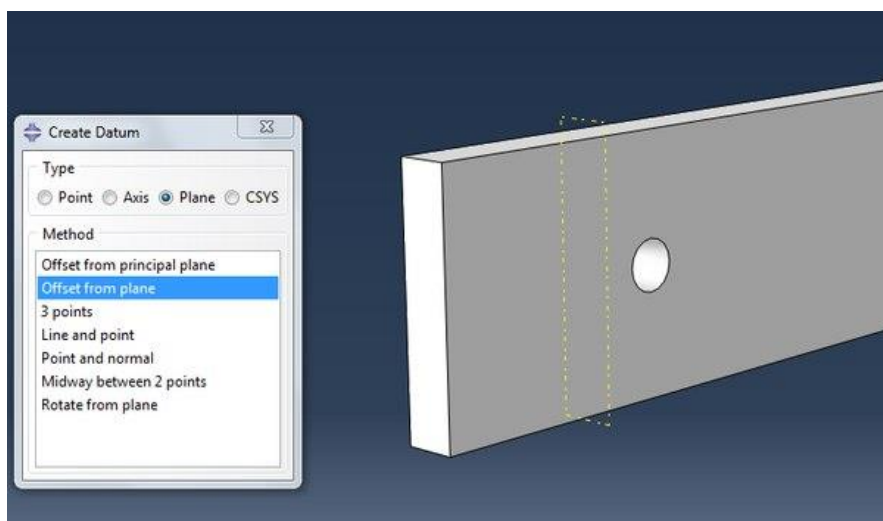 Create Datum
Type
Point Axis Plane CSYS
Method
Offset from principal plane
Offset from plane
3 points
Line and point
Point and normal
Midway between 2 points
Rotate from plane